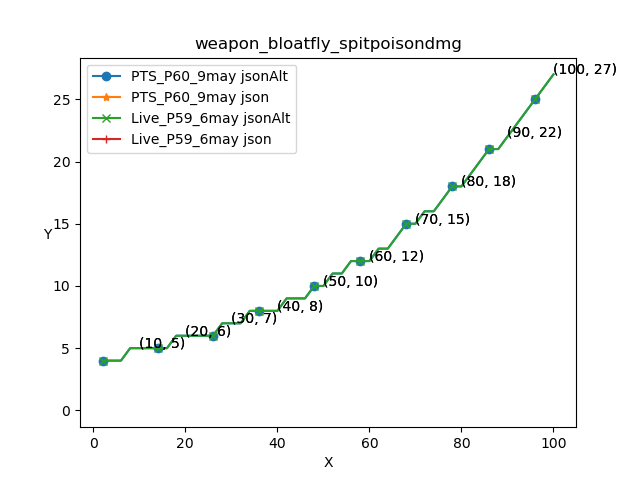 weapon_bloatfly_spitpoisondmg
PTS_P60_9may jsonAlt
PTS_P60_9may json
Live_P59_6may jsonAlt
Live_P59_6may json
(100, 27)
(90, 22)
(80, 18)
(70, 15)
(60, 12)
(50, 10)
(40, 8)
(30, 7)
(20, 6)
(10, 5)
25
20
15
10
5
0
Y
0 20 40 60 80 100
X